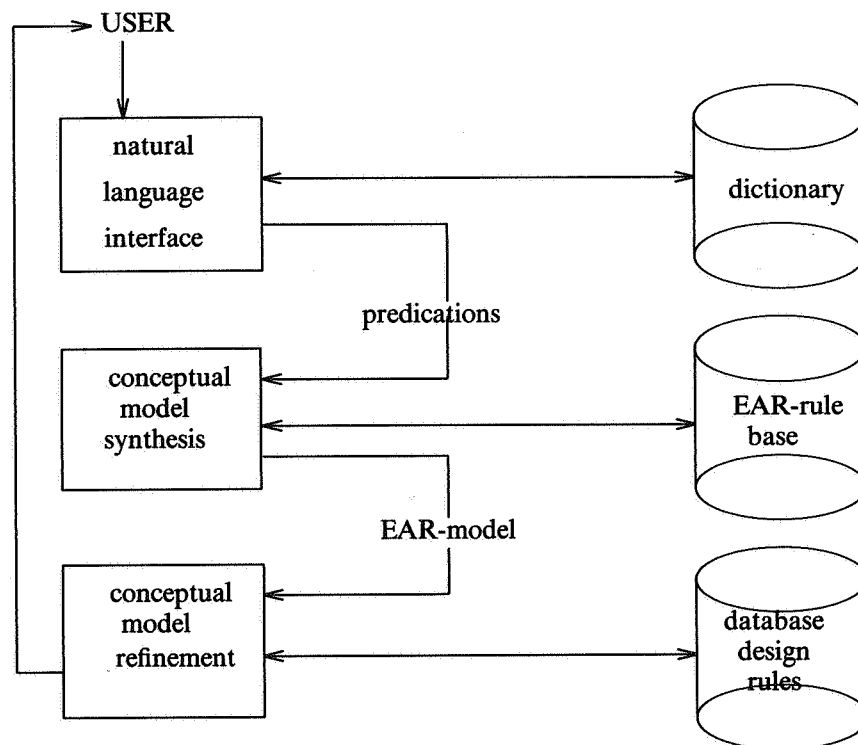 USER
natural
language
interface
dictionary
predications
conceptual
model
synthesis
EAR-rule
base
EAR-model
conceptual
model
refinement
database
design
rules